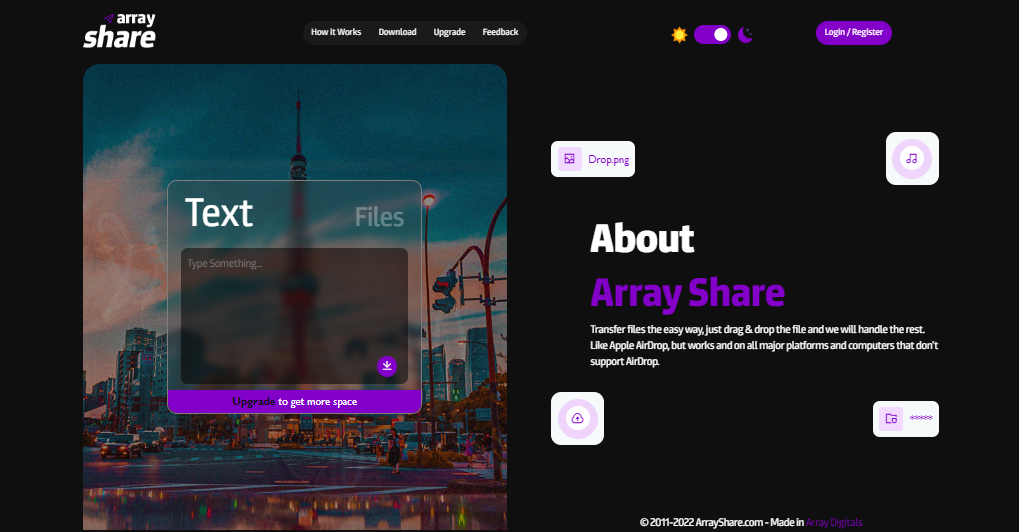 array
share
How it Works Download Upgrade Feedback
Login / Register
Text Files
Type Something...
Upgrade to get more space
Drop.png
About
Array Share
Transfer files the easy way, just drag & drop the file and we will handle the rest.
Like Apple AirDrop, but works and on all major platforms and computers that don't
support AirDrop.
*****
© 2011-2022 ArrayShare.com - Made in Array Digitals